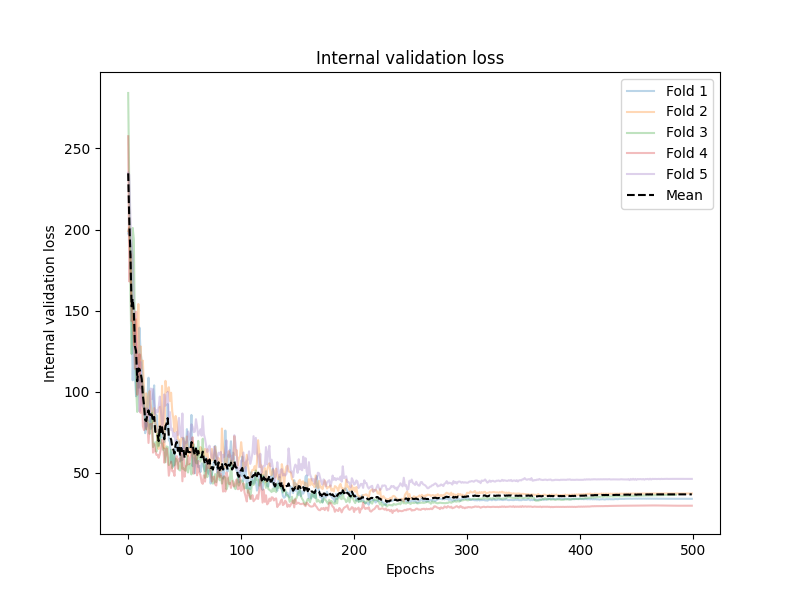 Internal validation loss
Fold 1
Fold 2
Fold 3
Fold 4
Fold 5
Mean
Internal validation loss
250
200
150
100
50
0 100 200 300 400 500
Epochs